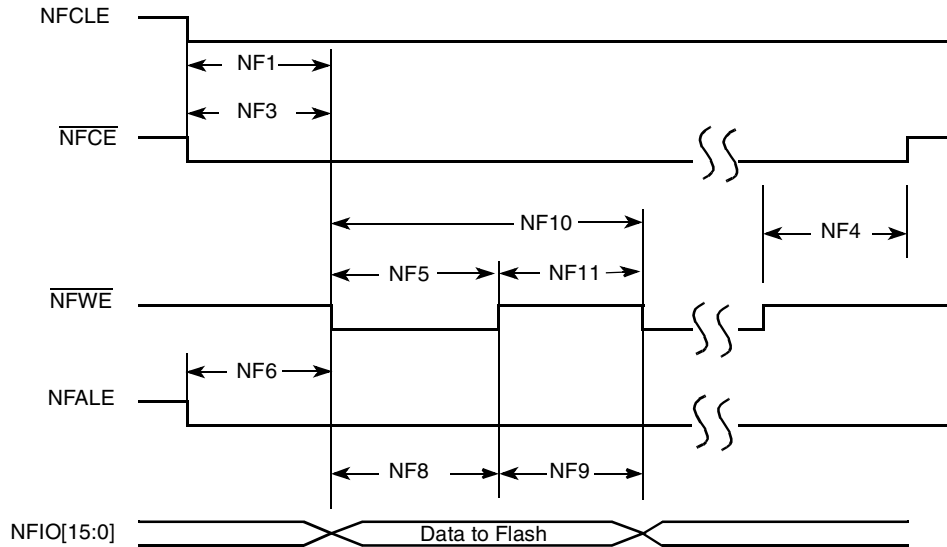 NFCLE
NF1
NF3
NFCE
NF10
NF4
NF5
NF11
NFWE
NF6
NFALE
NF8
NF9
NFIO[15:0]
Data to Flash